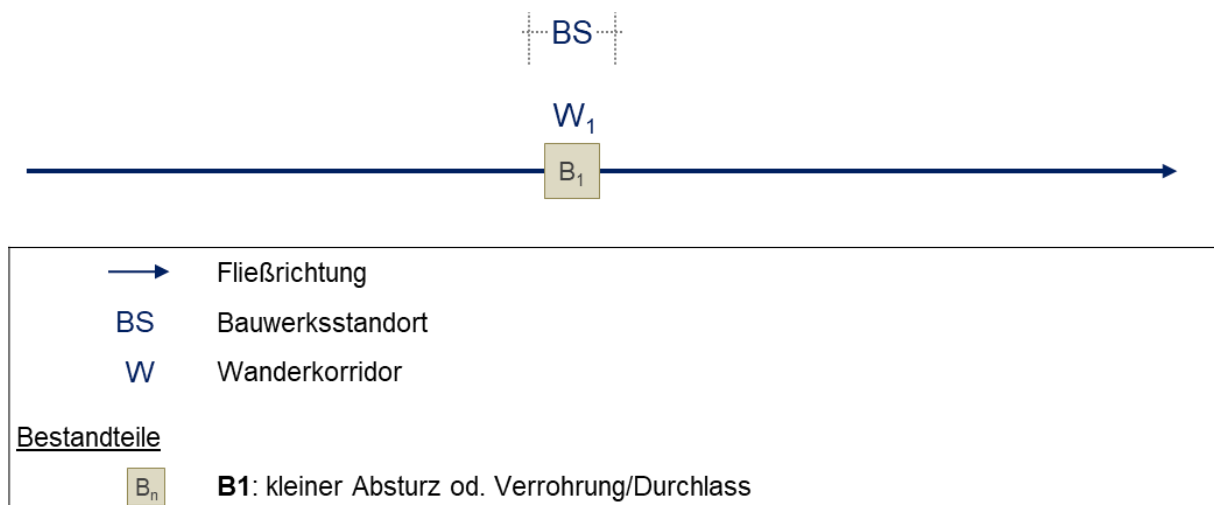 BS
W₁
B₁
Fließrichtung
BS Bauwerksstandort
W Wanderkorridor
Bestandteile
Bₙ B1: kleiner Absturz od. Verrohrung/Durchlass